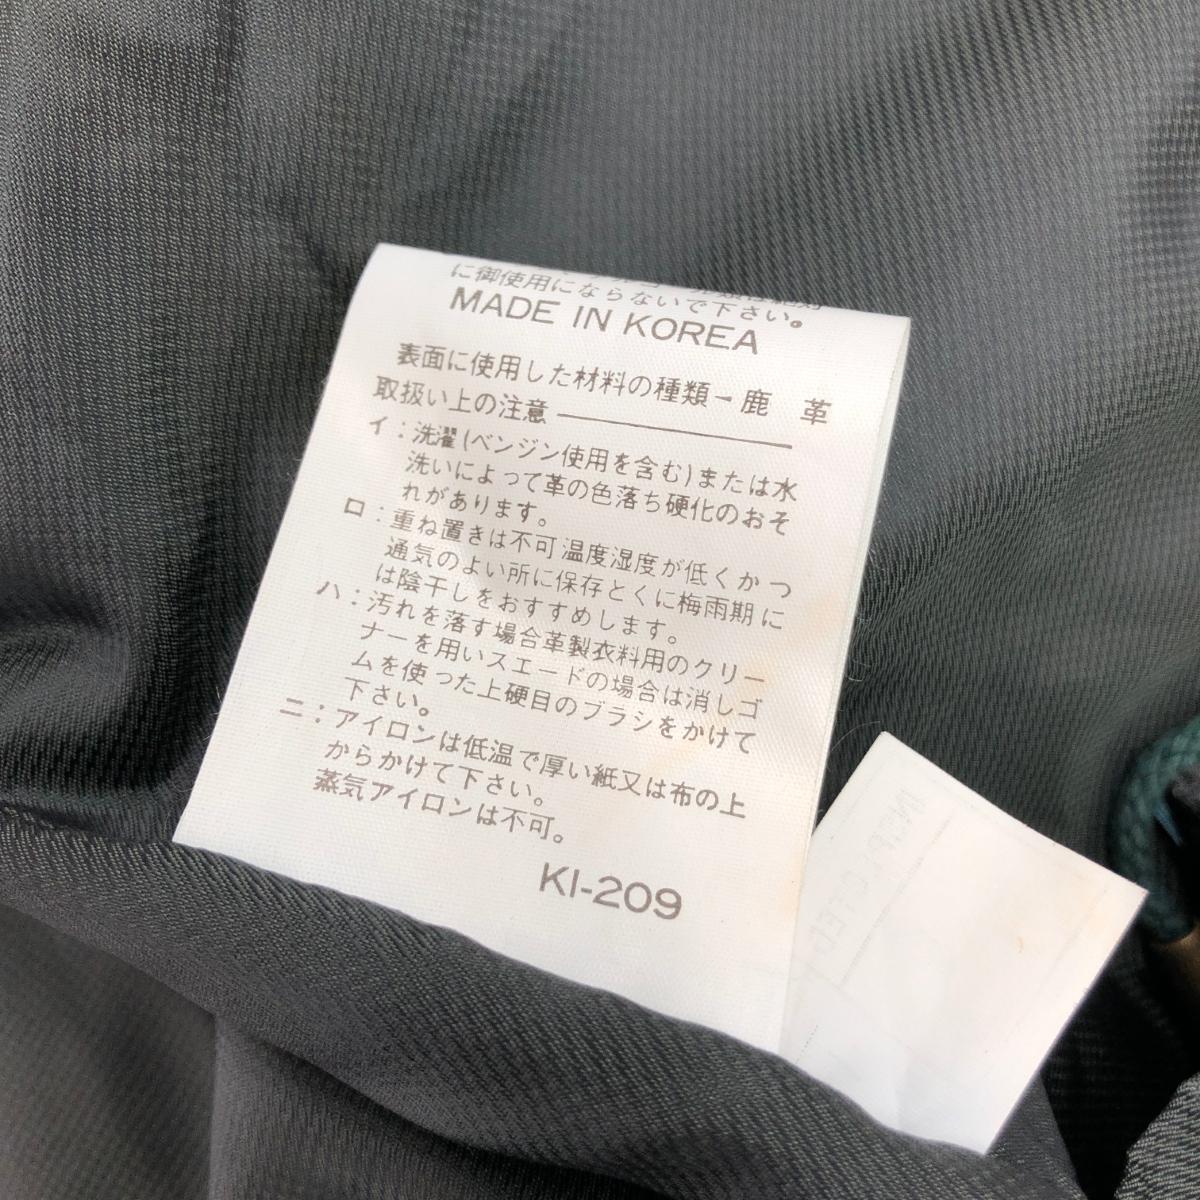 に御使用にならないで下さい。
MADE IN KOREA
表面に使用した材料の種類ー鹿 革
取扱い上の注意
イ：洗濯(ベンジン使用を含む)または水
洗いによって革の色落ち硬化のおそ
れがあります。
ロ：重ね置きは不可温度湿度が低くかつ
通気のよい所に保存とくに梅雨期に
は陰干しをおすすめします。
ハ：汚れを落す場合革製衣料用のクリー
ナーを用いスエードの場合は消しゴ
ムを使った上硬目のブラシをかけて
下さい。
ニ：アイロンは低温で厚い紙又は布の上
からかけて下さい。
蒸気アイロンは不可。
KI-209